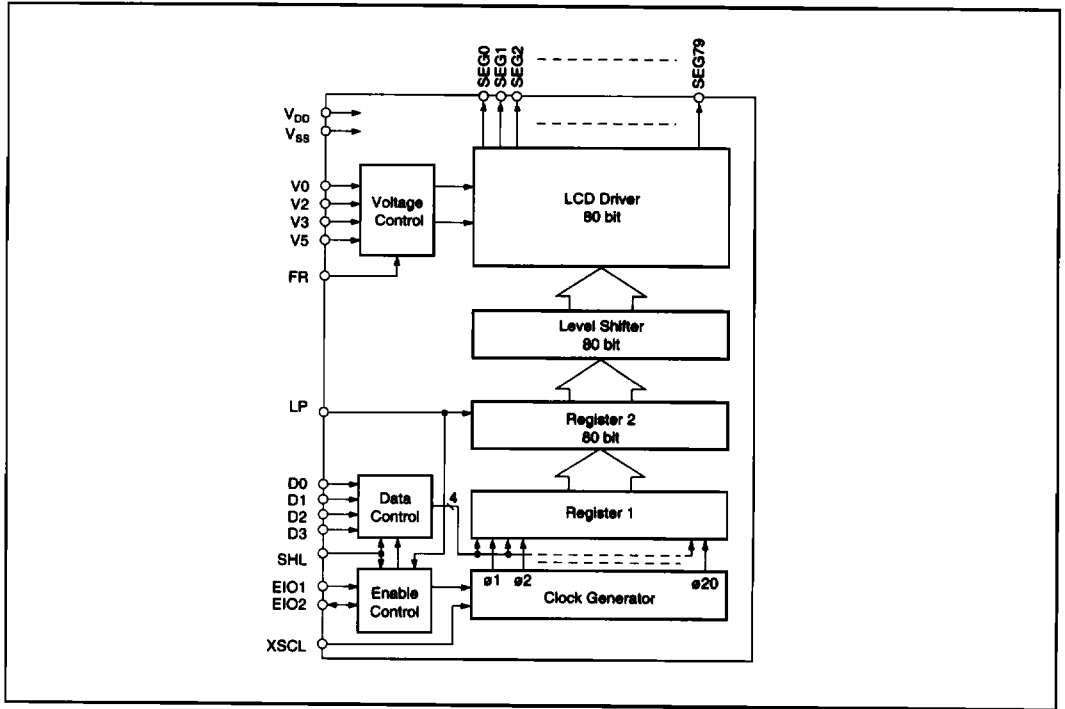 SEG0
SEG1
SEG2
SEG79
VDD
VSS
V0
V2
V3
V5
FR
Voltage
Control
LCD Driver
80 bit
Level Shifter
80 bit
LP
Register 2
80 bit
D0
D1
D2
D3
Data
Control
4
Register 1
SHL
EIO1
EIO2
Enable
Control
ø1
ø2
ø20
Clock Generator
XSCL